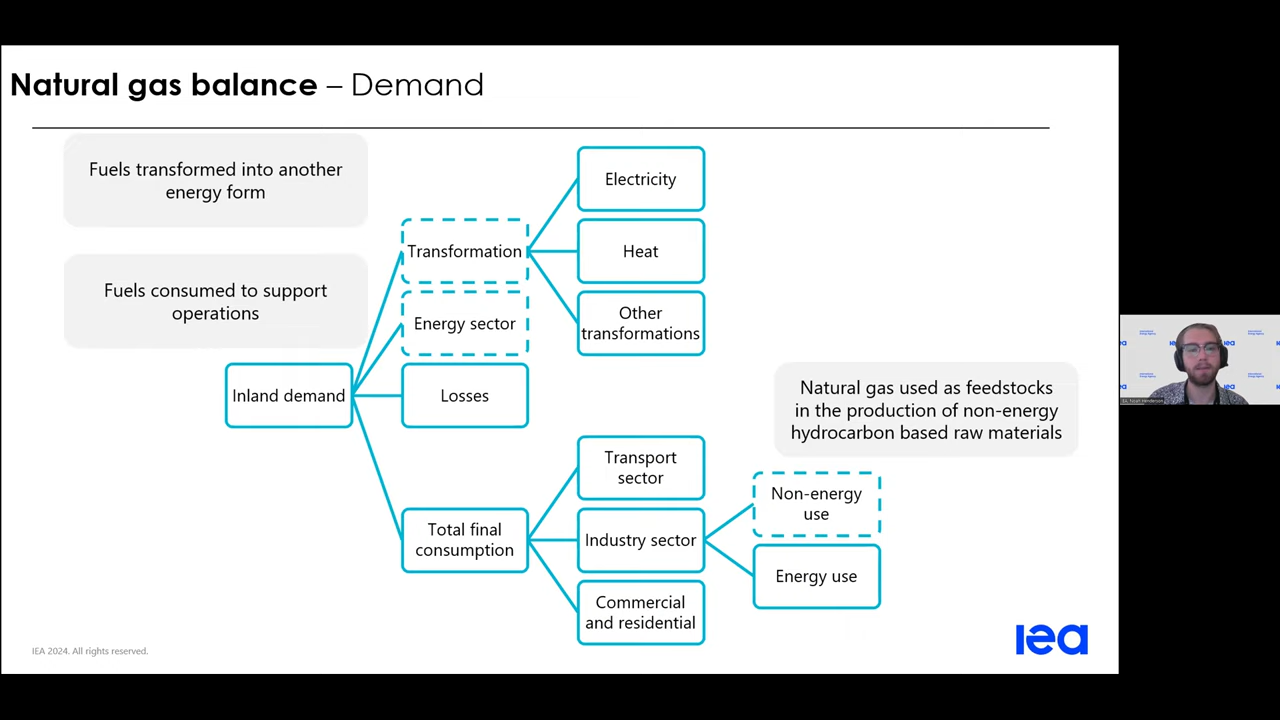 Natural gas balance – Demand
Fuels transformed into another
energy form
Fuels consumed to support
operations
Inland demand
Transformation
Energy sector
Losses
Total final
consumption
Electricity
Heat
Other
transformations
Transport
sector
Industry sector
Commercial
and residential
Natural gas used as feedstocks
in the production of non-energy
hydrocarbon based raw materials
Non-energy
use
Energy use
IEA 2024. All rights reserved.
iea